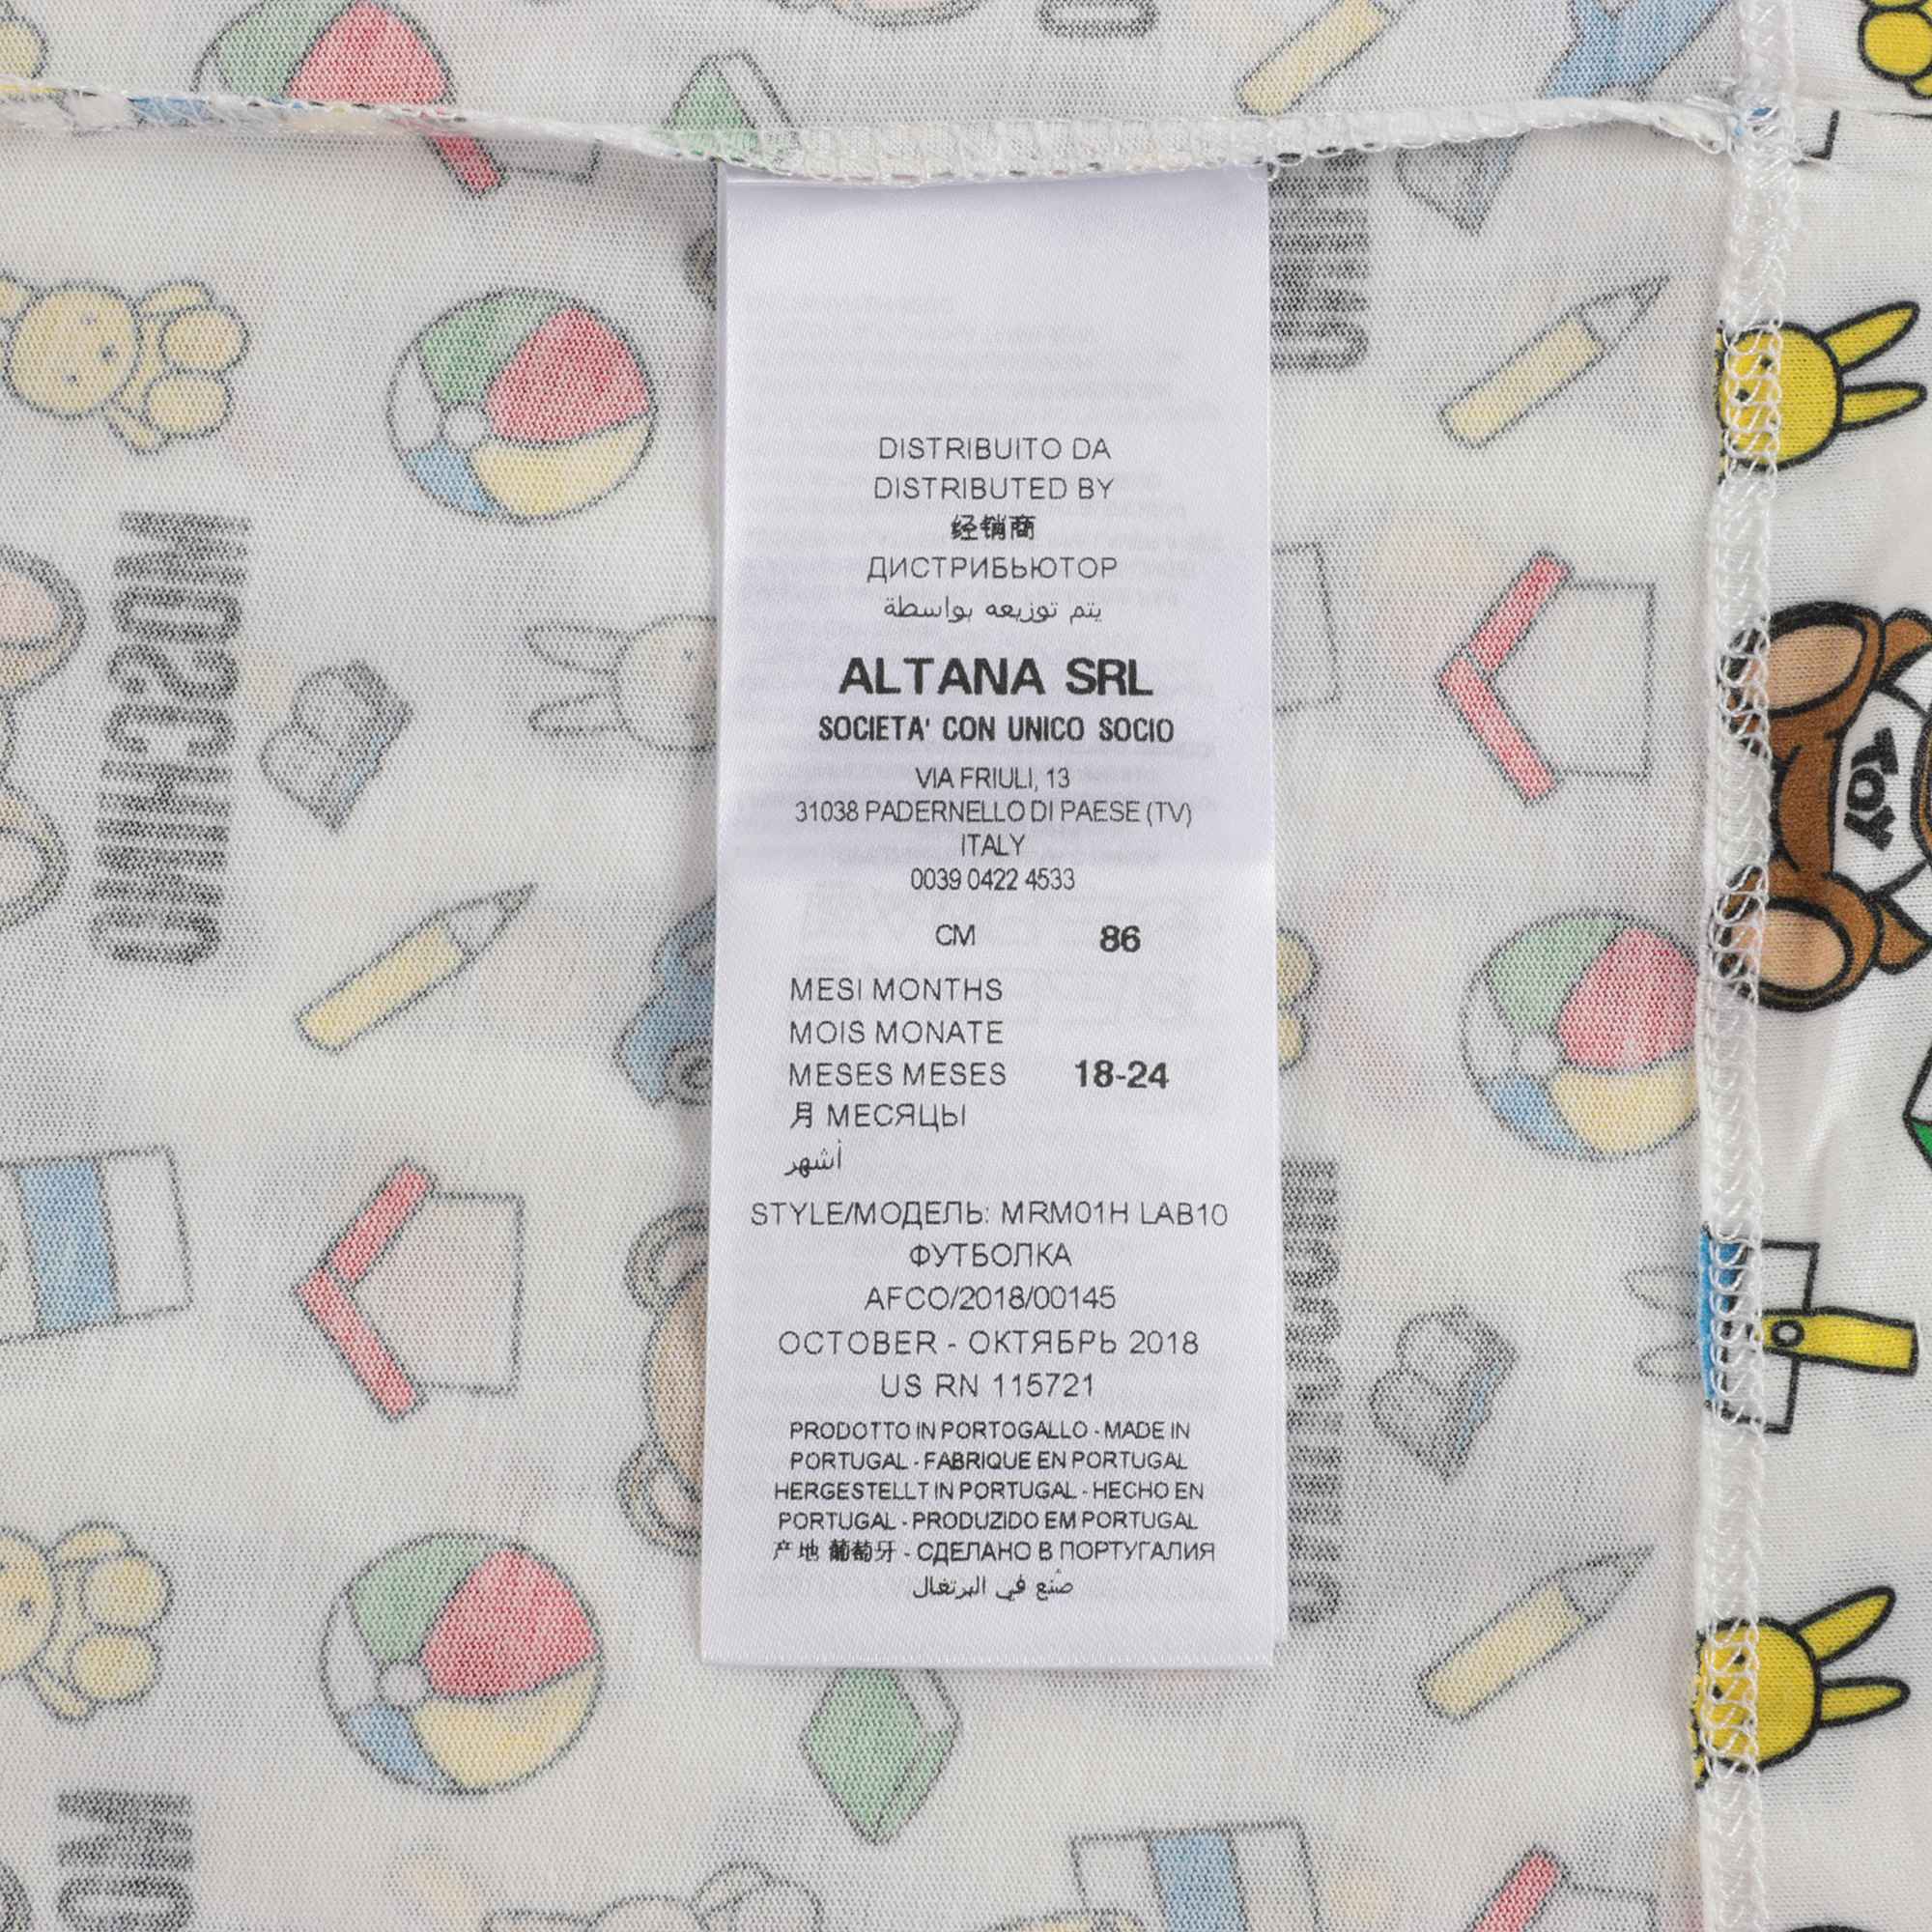 DISTRIBUITO DA
DISTRIBUTED BY
经销商
ДИСТРИБЬЮТОР
يتم توزيعه بواسطة
ALTANA SRL
SOCIETA' CON UNICO SOCIO
VIA FRIULI, 13
31038 PADERNELLO DI PAESE (TV)
ITALY
0039 0422 4533
CM 86
MESI MONTHS
MOIS MONATE
MESES MESES 18-24
月 МЕСЯЦЫ
أشهر
STYLE/МОДЕЛЬ: MRM01H LAB10
ФУТБОЛКА
AFCO/2018/00145
OCTOBER - ОКТЯБРЬ 2018
US RN 115721
PRODOTTO IN PORTOGALLO - MADE IN
PORTUGAL - FABRIQUE EN PORTUGAL
HERGESTELLT IN PORTUGAL - HECHO EN
PORTUGAL - PRODUZIDO EM PORTUGAL
产地 葡萄牙 - СДЕЛАНО В ПОРТУГАЛИЯ
صُنع في البرتغال
MOSCHINO
TOY